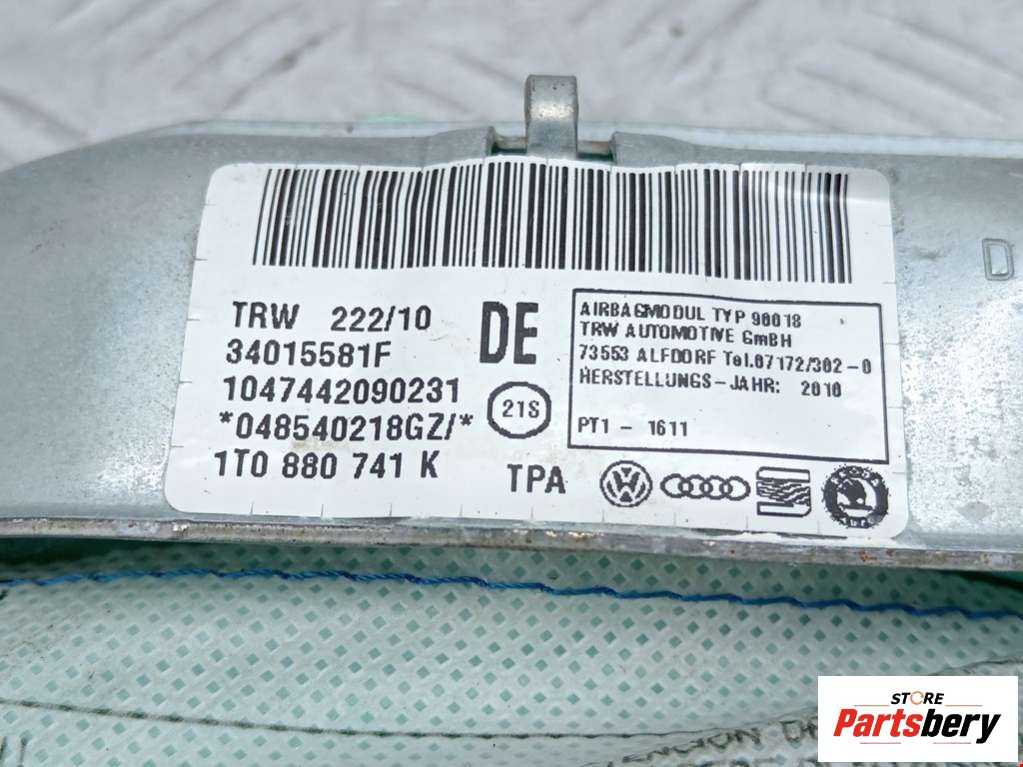 TRW 222/10 DE
34015581F
1047442090231
*048540218GZ/* 21S
1T0 880 741 K TPA
AIRBAGMODUL TYP 90018
TRW AUTOMOTIVE GmBH
73553 ALFDORF Tel.07172/302-0
HERSTELLUNGS-JAHR: 2010
PT1 - 1611
D
STORE
Partsbery